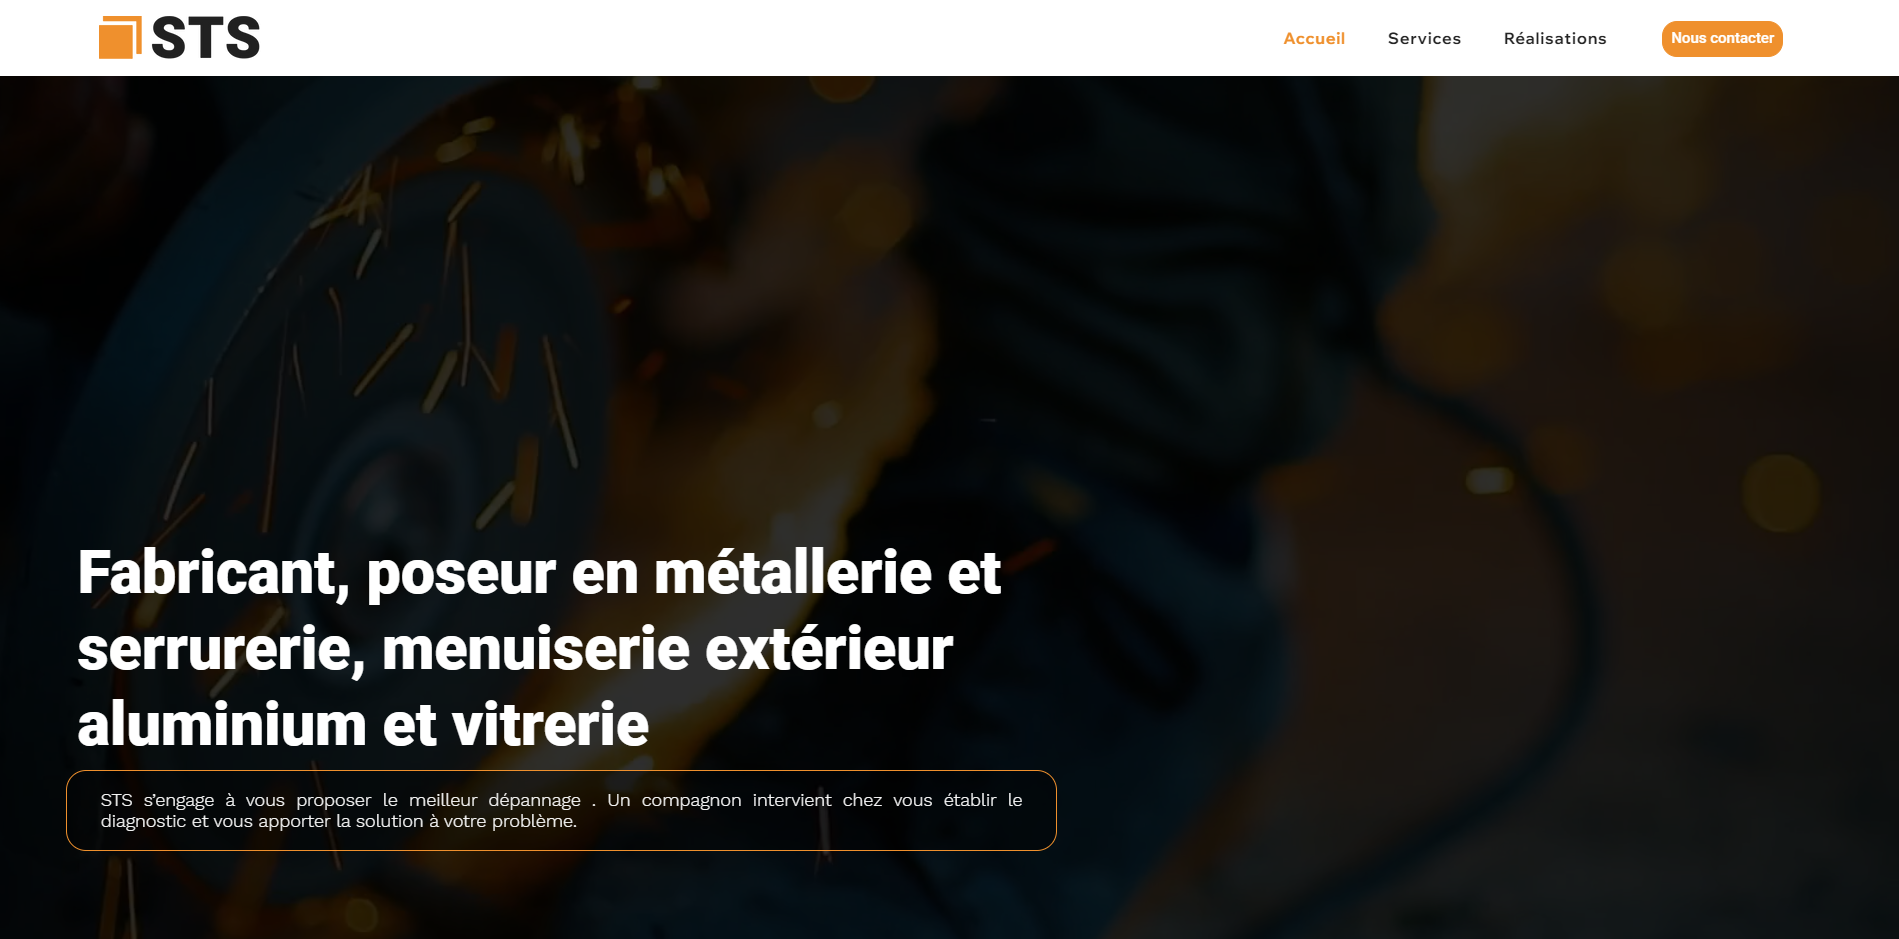 STS
Accueil
Services
Réalisations
Nous contacter
Fabricant, poseur en métallerie et
serrurerie, menuiserie extérieur
aluminium et vitrerie
STS s’engage à vous proposer le meilleur dépannage . Un compagnon intervient chez vous établir le
diagnostic et vous apporter la solution à votre problème.